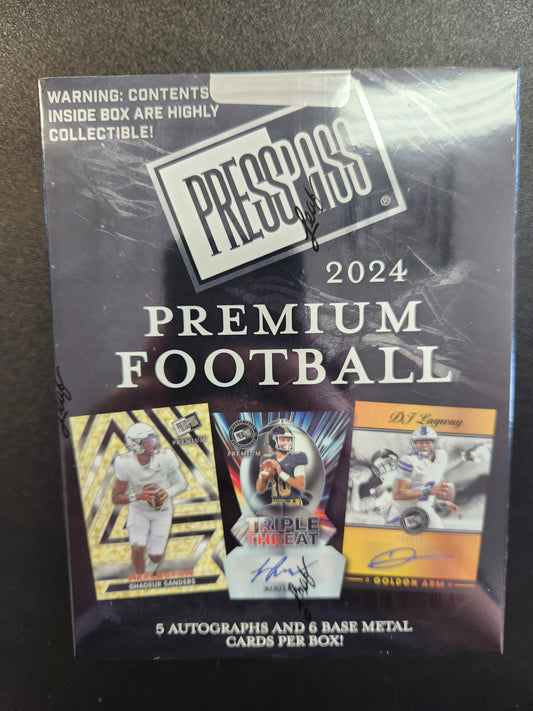 WARNING: CONTENTS
INSIDE BOX ARE HIGHLY
COLLECTIBLE!
PRESSPASS
®
2024
PREMIUM
FOOTBALL
PREMIUM
SHADEUR SANDERS
PREMIUM
TRIPLE
THREAT
DJ Lagway
GOLDEN ARM
5 AUTOGRAPHS AND 6 BASE METAL
CARDS PER BOX!